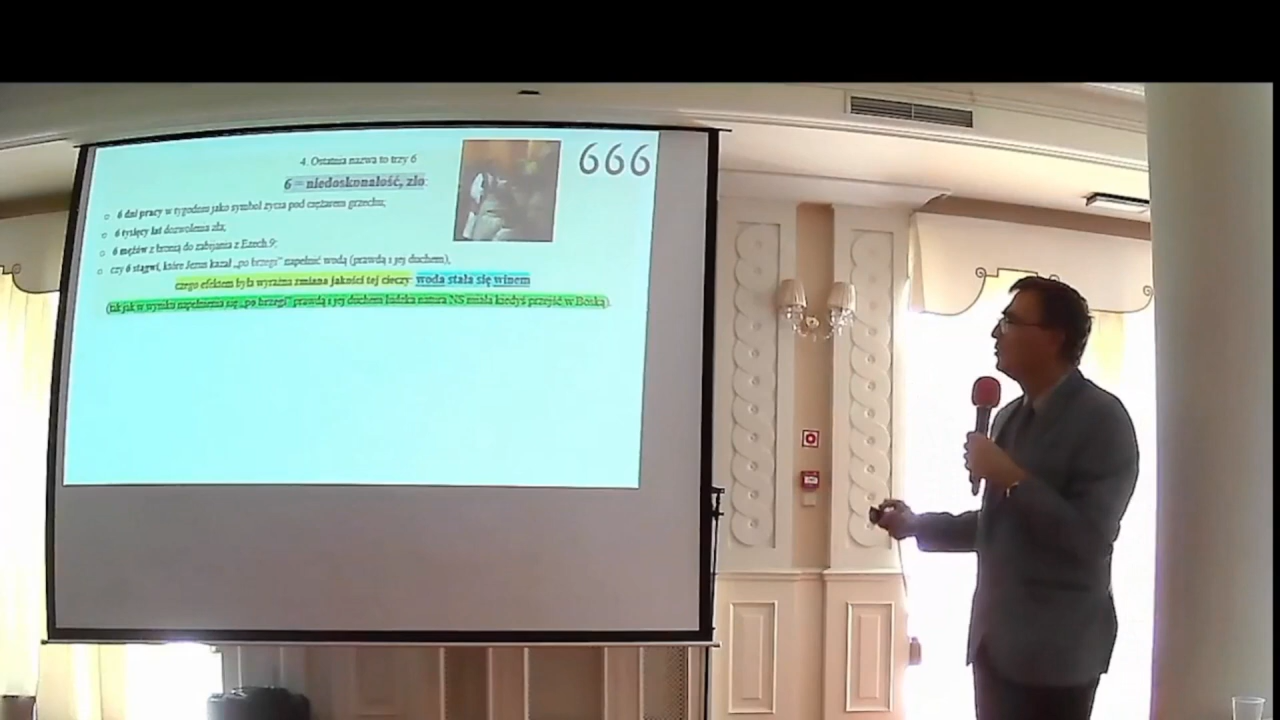 4. Ostatnia nazwa to trzy 6
666
6 = niedoskonałość, zło
6 dni pracy w tygodniu jako symbol życia pod ciężarem grzechu;
6 tysięcy lat dozwolenia zła;
6 mężów z bronią do zabijania z Ezech.9;
czy 6 stągwi, które Jezus kazał „po brzegi” napełnić wodą (prawdą i jej duchem),
czego efektem była wyraźna zmiana jakości tej cieczy- woda stała się winem
(tak jak w wyniku napełnienia się „po brzegi” prawdą i jej duchem ludzka natura NS miała kiedyś przejść w Boską).